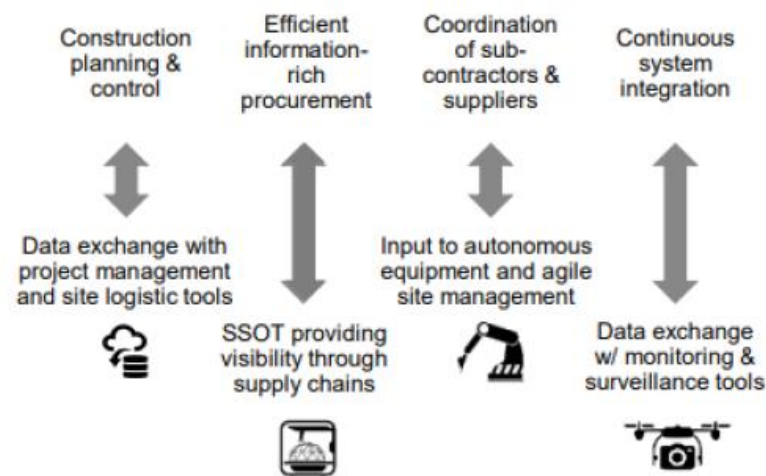 Construction
planning &
control
Efficient
information-
rich
procurement
Coordination
of sub-
contractors &
suppliers
Continuous
system
integration
Data exchange with
project management
and site logistic tools
SSOT providing
visibility through
supply chains
Input to autonomous
equipment and agile
site management
Data exchange
w/ monitoring &
surveillance tools